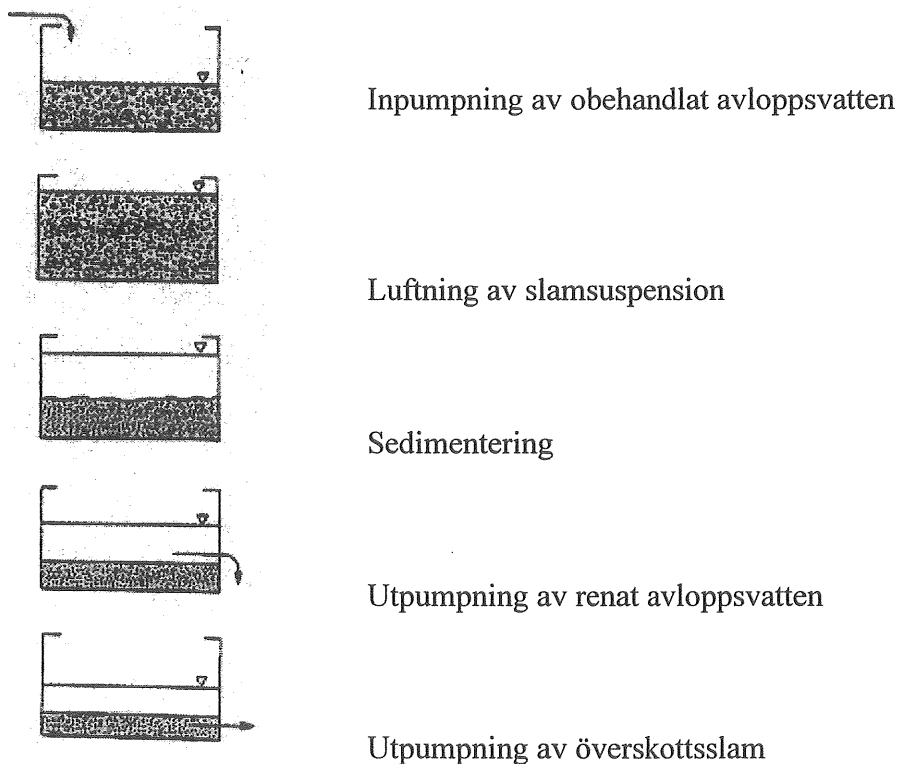 Inpumpning av obehandlat avloppsvatten
Luftning av slamsuspension
Sedimentering
Utpumpning av renat avloppsvatten
Utpumpning av överskottsslam